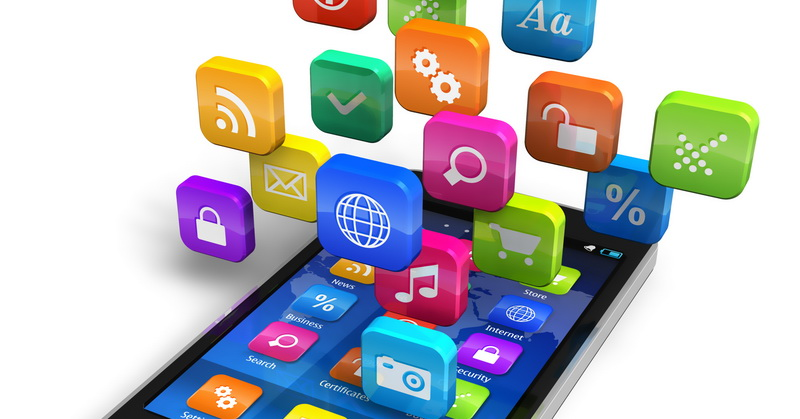 Aa
%
News
Store
%
Business
Internet
Search
Security
Certificates